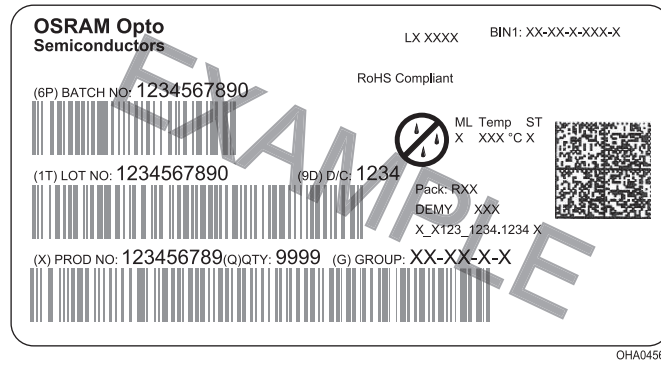 OSRAM Opto
Semiconductors
LX XXXX
BIN1: XX-XX-X-XXX-X
RoHS Compliant
(6P) BATCH NO: 1234567890
ML Temp ST
X XXX °C X
(1T) LOT NO: 1234567890 (9D) D/C: 1234
Pack: RXX
DEMY XXX
X_X123_1234.1234 X
(X) PROD NO: 123456789(Q)QTY: 9999 (G) GROUP: XX-XX-X-X
EXAMPLE
OHA0456